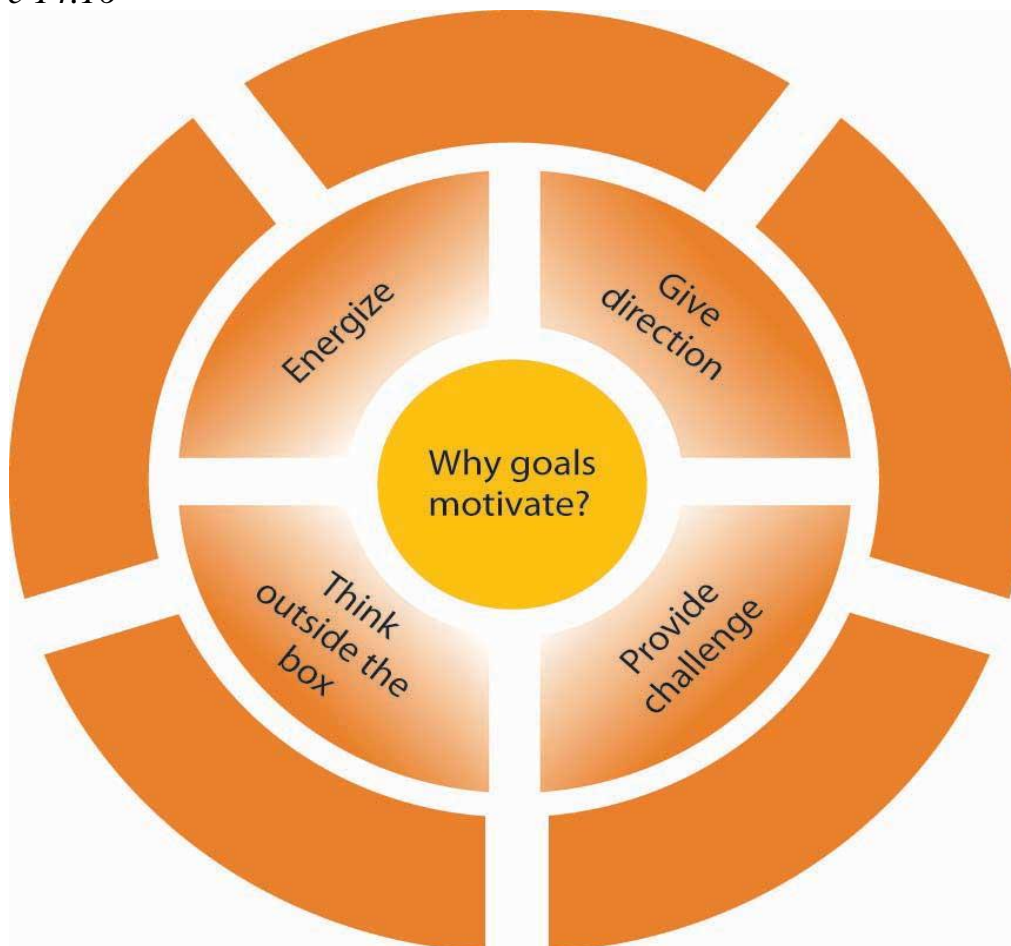 Energize
Give
direction
Why goals
motivate?
Think
outside the
box
Provide
challenge